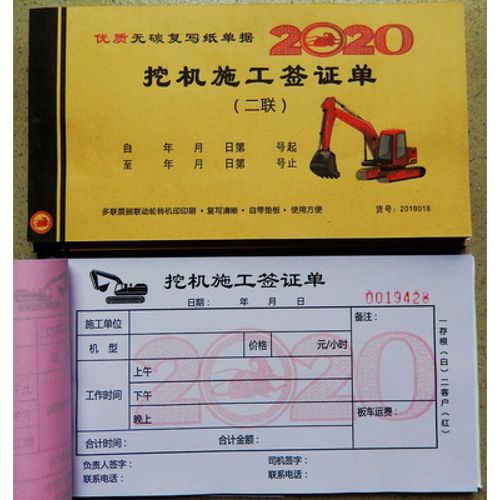 优质无碳复写纸单据 2020
挖机施工签证单
（二联）
自 年 月 日第 号起
至 年 月 日第 号止
多联票据联动轮转机印印刷·复写清晰·自带垫板·使用方便
货号：2019018
挖机施工签证单
日期： 年 月 日
0019428
施工单位
备注：
机型
价格
元/小时
工作时间
上午
下午
晚上
板车运费：
合计时间：
合计金额：
负责人签字：
司机签字：
联系电话：
联系电话：
2020
一存根（白）二客户（红）